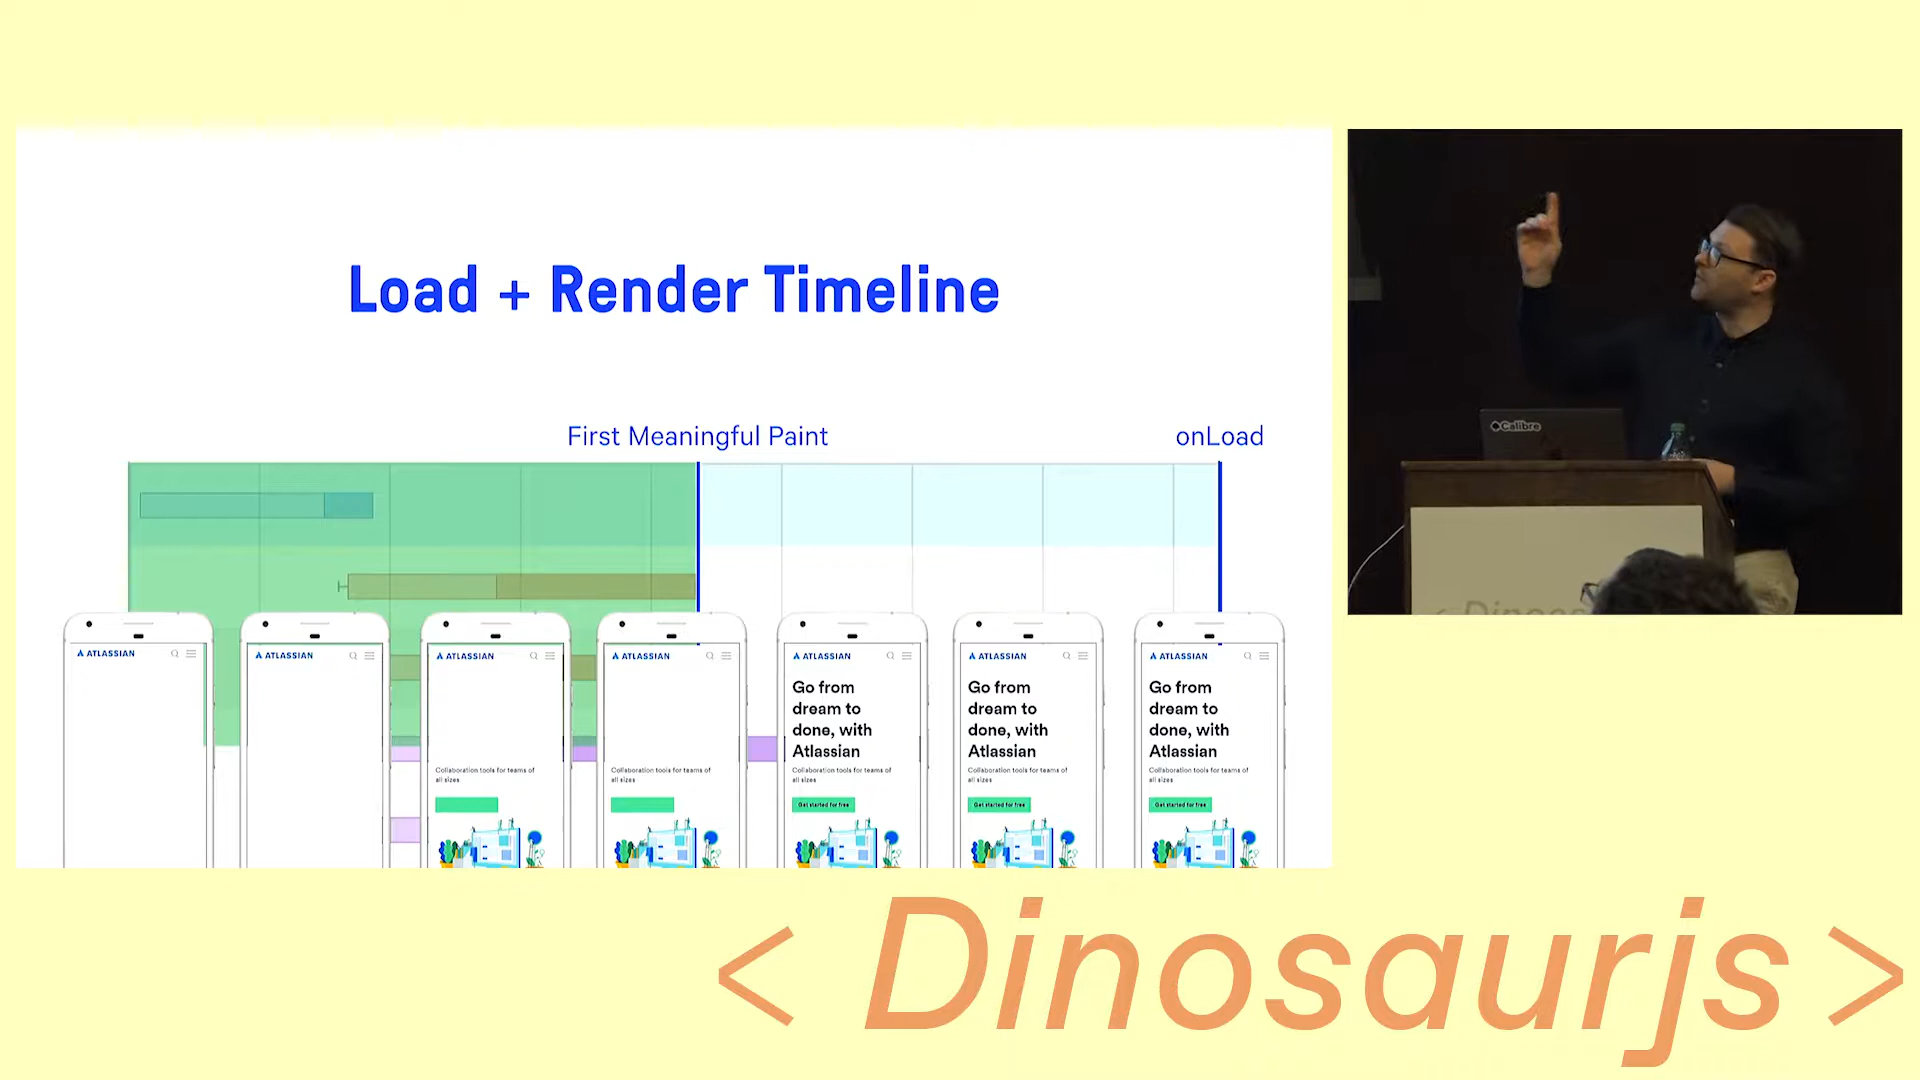 Load + Render Timeline
First Meaningful Paint
onLoad
ATLASSIAN
ATLASSIAN
ATLASSIAN
Collaboration tools for teams of
all sizes
ATLASSIAN
Collaboration tools for teams of
all sizes
ATLASSIAN
Go from
dream to
done, with
Atlassian
Collaboration tools for teams of
all sizes
Get started for free
ATLASSIAN
Go from
dream to
done, with
Atlassian
Collaboration tools for teams of
all sizes
Get started for free
ATLASSIAN
Go from
dream to
done, with
Atlassian
Collaboration tools for teams of
all sizes
Get started for free
Calibre
< Dinos
< Dinosaurjs >